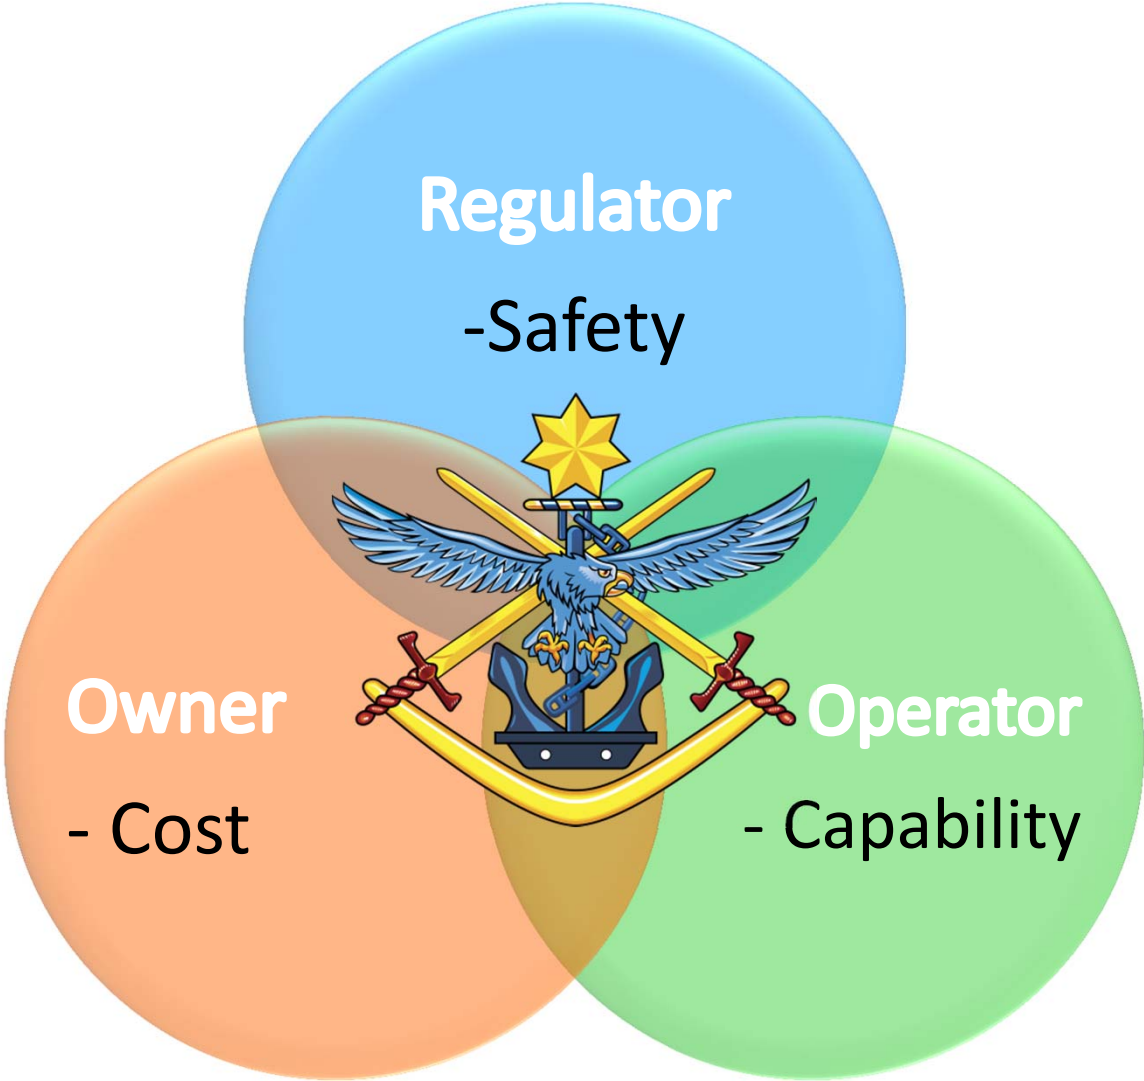 Regulator
-Safety
Owner
- Cost
Operator
- Capability